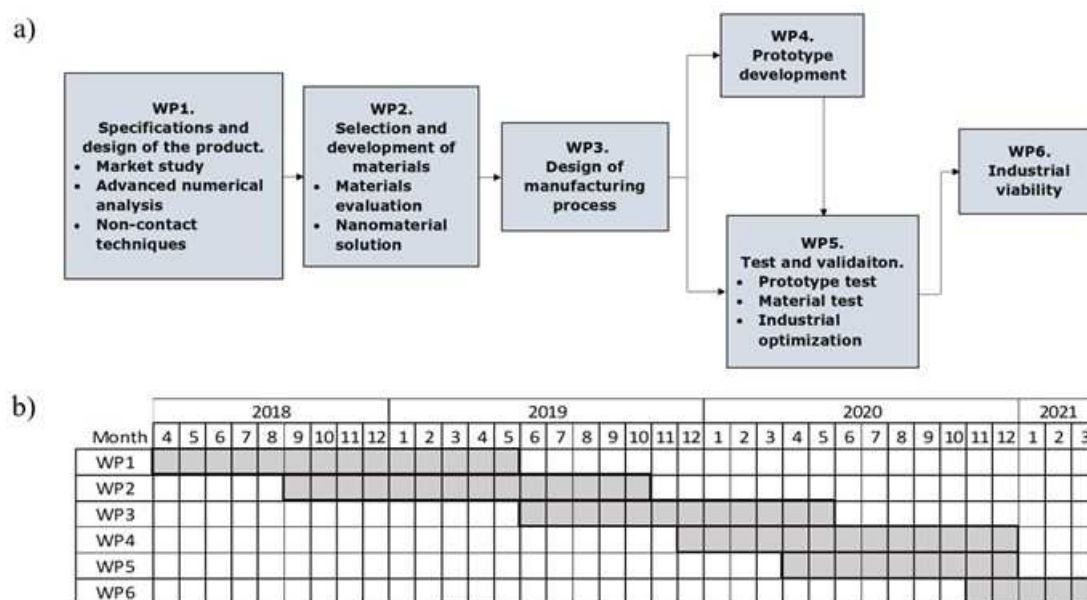 a)
WP1.
Specifications and
design of the product.
• Market study
• Advanced numerical
analysis
• Non-contact
techniques
WP2.
Selection and
development of
materials
• Materials
evaluation
• Nanomaterial
solution
WP3.
Design of
manufacturing
process
WP4.
Prototype
development
WP5.
Test and validaiton.
• Prototype test
• Material test
• Industrial
optimization
WP6.
Industrial
viability
b)
2018 2019 2020 2021
Month 4 5 6 7 8 9 10 11 12 1 2 3 4 5 6 7 8 9 10 11 12 1 2 3 4 5 6 7 8 9 10 11 12 1 2 3
WP1
WP2
WP3
WP4
WP5
WP6